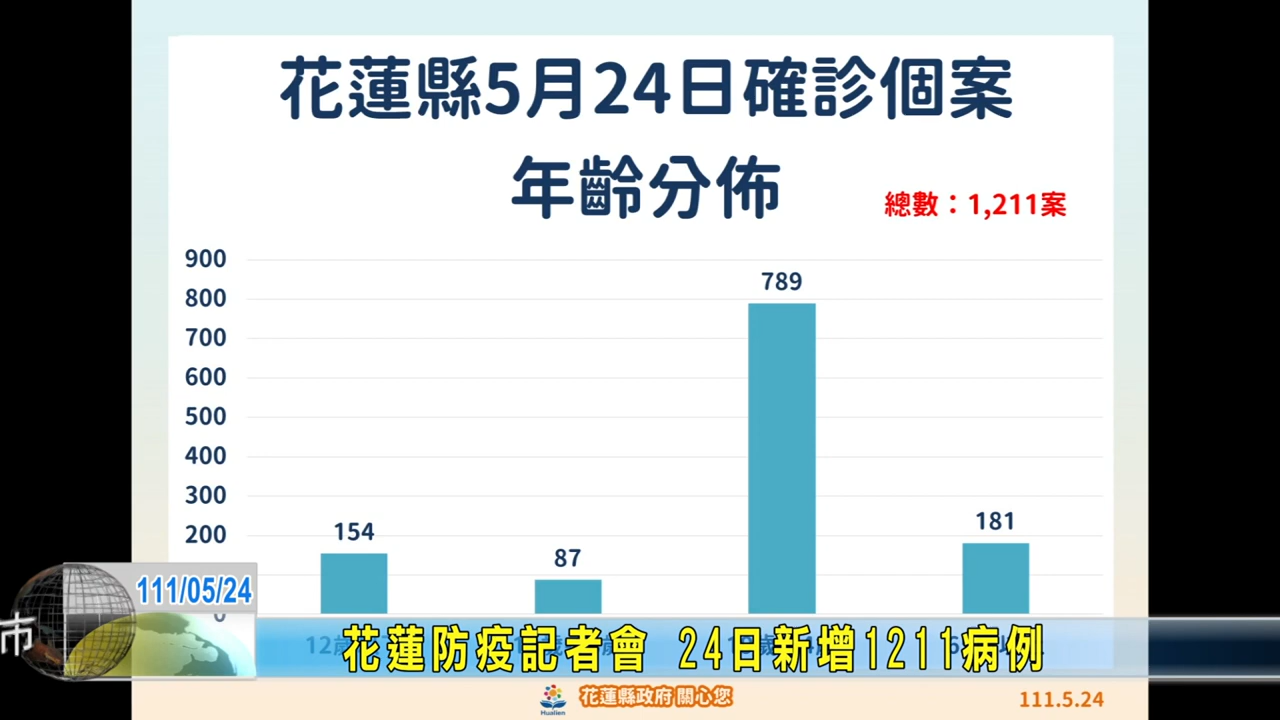 花蓮縣5月24日確診個案
年齡分佈
總數：1,211案
900
800
700
600
500
400
300
200
0
154
87
789
181
111/05/24
市
花蓮防疫記者會 24日新增1211病例
Hualien
花蓮縣政府 關心您
111.5.24